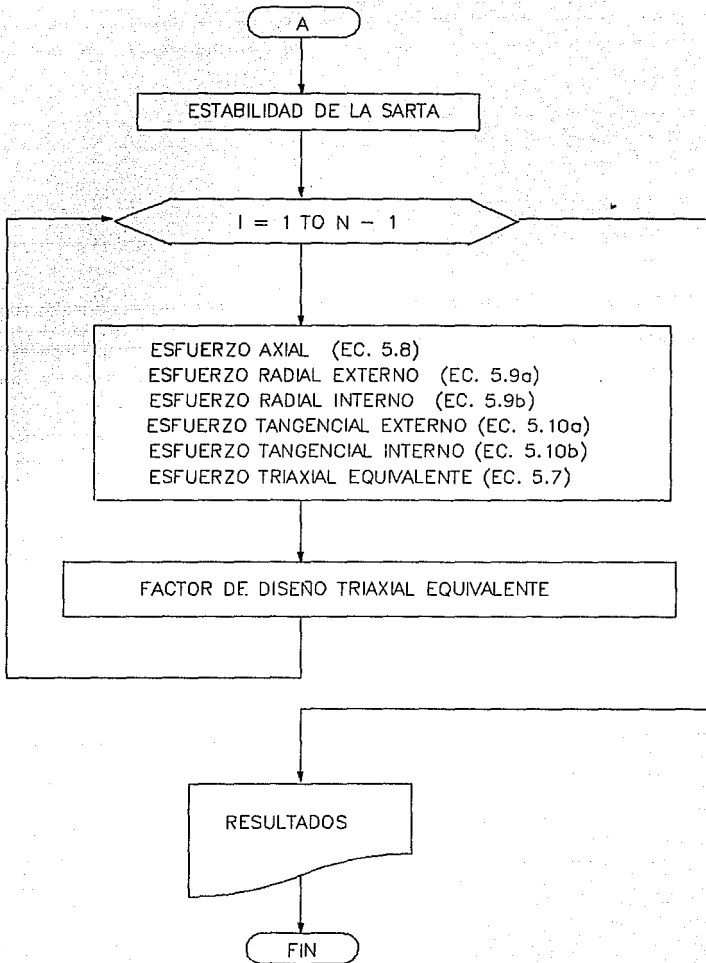 A
ESTABILIDAD DE LA SARTA
I = 1 TO N - 1
ESFUERZO AXIAL (EC. 5.8)
ESFUERZO RADIAL EXTERNO (EC. 5.9a)
ESFUERZO RADIAL INTERNO (EC. 5.9b)
ESFUERZO TANGENCIAL EXTERNO (EC. 5.10a)
ESFUERZO TANGENCIAL INTERNO (EC. 5.10b)
ESFUERZO TRIAXIAL EQUIVALENTE (EC. 5.7)
FACTOR DE DISEÑO TRIAXIAL EQUIVALENTE
RESULTADOS
FIN